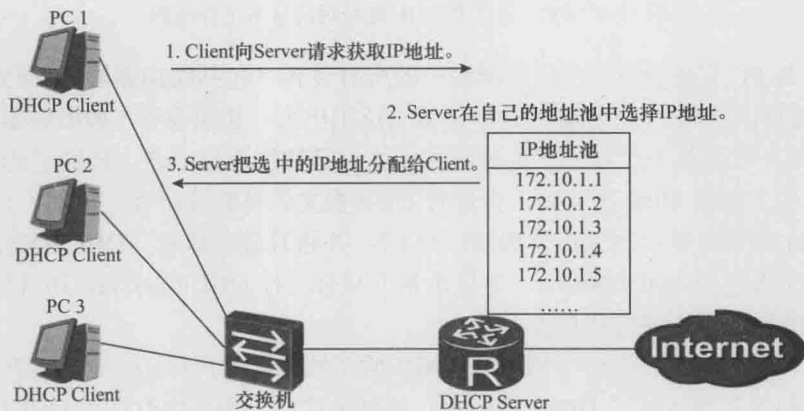 PC 1
DHCP Client
1. Client向Server请求获取IP地址。
2. Server在自己的地址池中选择IP地址。
3. Server把选 中的IP地址分配给Client。
IP地址池
172.10.1.1
172.10.1.2
172.10.1.3
172.10.1.4
172.10.1.5
……
PC 2
DHCP Client
PC 3
DHCP Client
交换机
R
DHCP Server
Internet